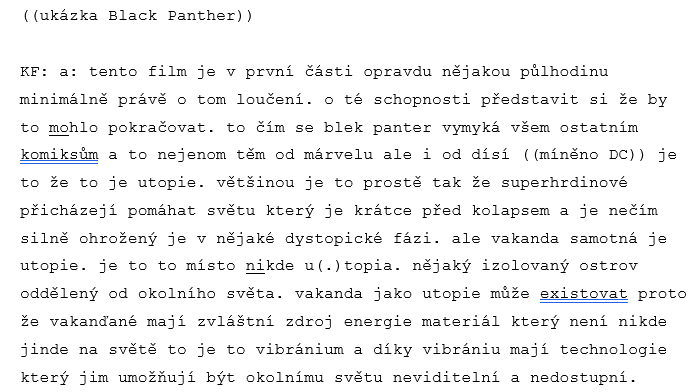 ((ukázka Black Panther))
KF: a: tento film je v první části opravdu nějakou půlhodinu
minimálně právě o tom loučení. o té schopnosti představit si že by
to mohlo pokračovat. to čím se blek panter vymyká všem ostatním
komiksům a to nejenom těm od márvelu ale i od dísí ((míněno DC)) je
to že to je utopie. většinou je to prostě tak že superhrdinové
přicházejí pomáhat světu který je krátce před kolapsem a je nečím
silně ohrožený je v nějaké dystopické fázi. ale vakanda samotná je
utopie. je to to místo nikde u(.)topia. nějaký izolovaný ostrov
oddělený od okolního světa. vakanda jako utopie může existovat proto
že vakanďané mají zvláštní zdroj energie materiál který není nikde
jinde na světě to je to vibránium a díky vibrániu mají technologie
který jim umožňují být okolnímu světu neviditelní a nedostupní.